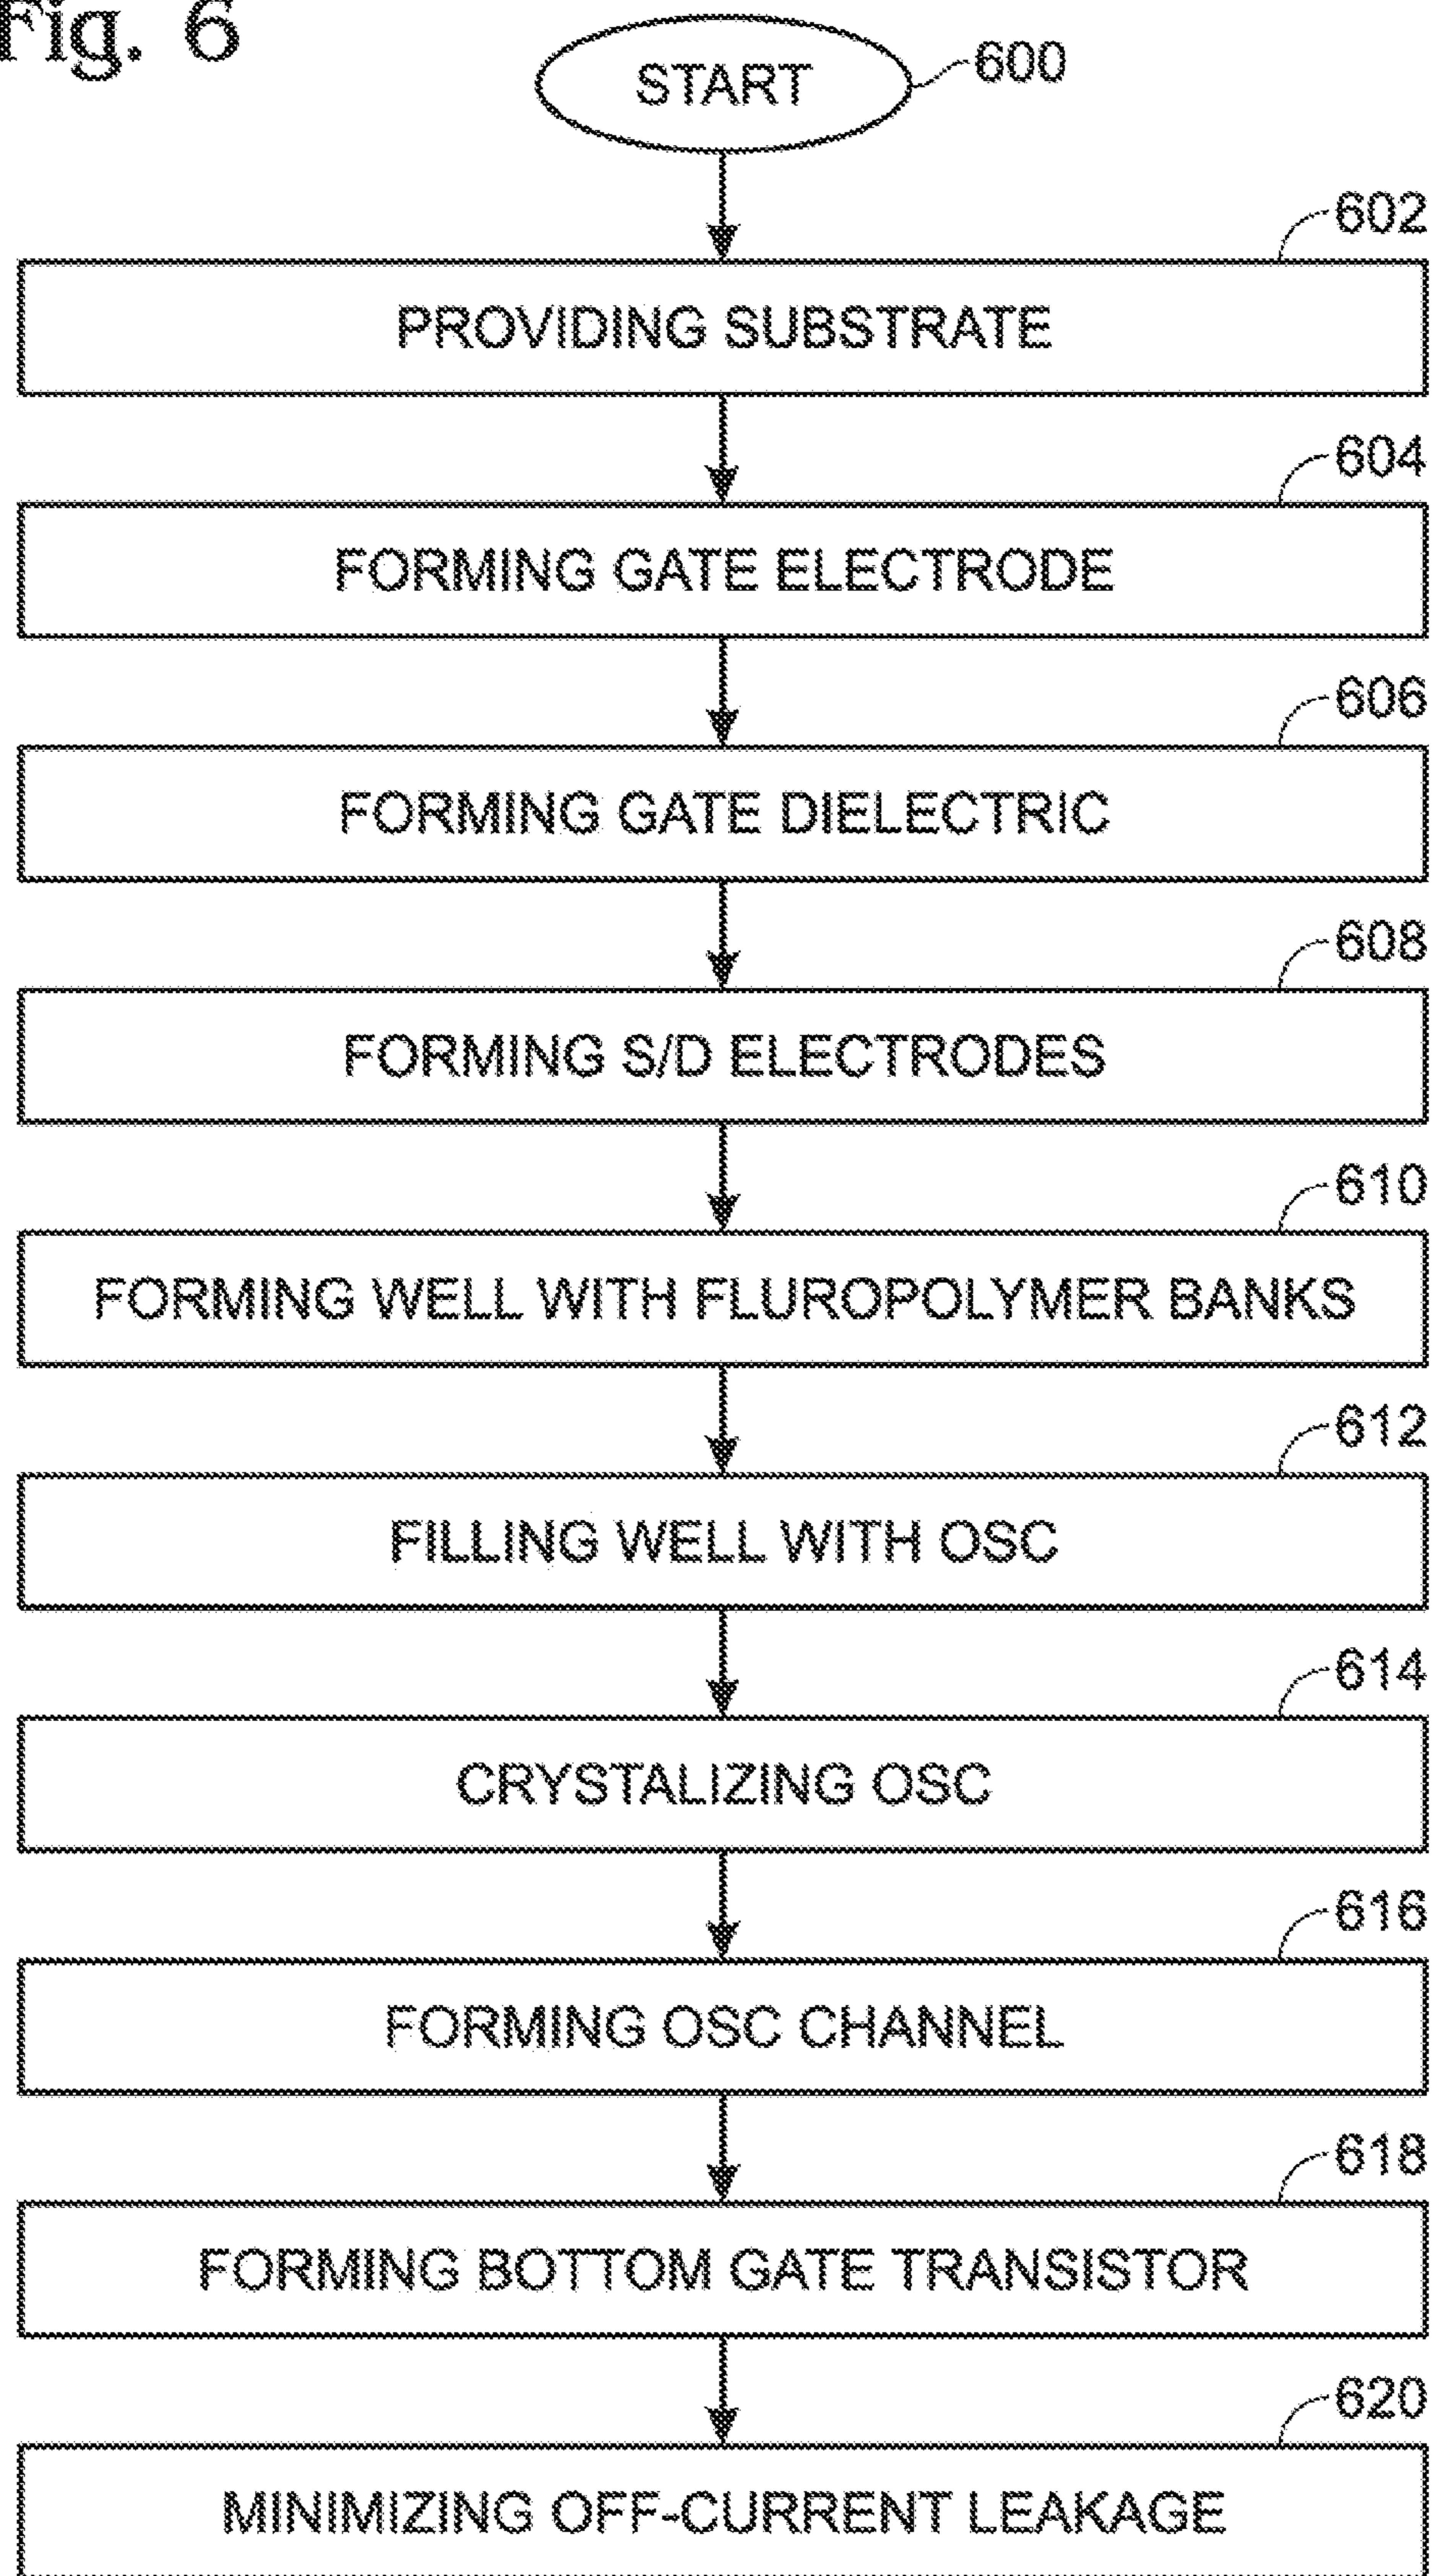 Fig. 6
START
600
602
PROVIDING SUBSTRATE
604
FORMING GATE ELECTRODE
606
FORMING GATE DIELECTRIC
608
FORMING S/D ELECTRODES
610
FORMING WELL WITH FLUROPOLYMER BANKS
612
FILLING WELL WITH OSC
614
CRYSTALIZING OSC
616
FORMING OSC CHANNEL
618
FORMING BOTTOM GATE TRANSISTOR
620
MINIMIZING OFF-CURRENT LEAKAGE